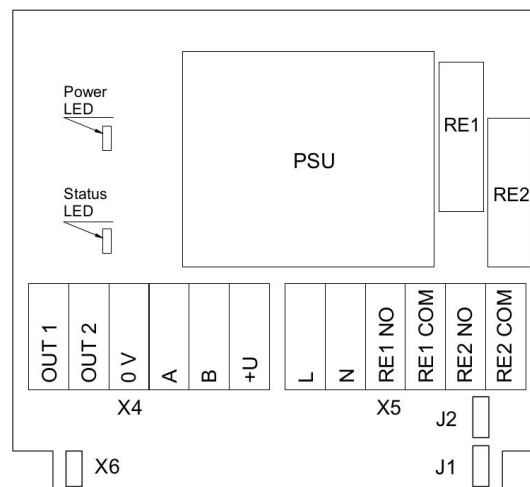 Power
LED
PSU
RE1
RE2
Status
LED
OUT 1
OUT 2
0 V
A
B
+U
L
N
RE1 NO
RE1 COM
RE2 NO
RE2 COM
X4
X5
J2
X6
J1